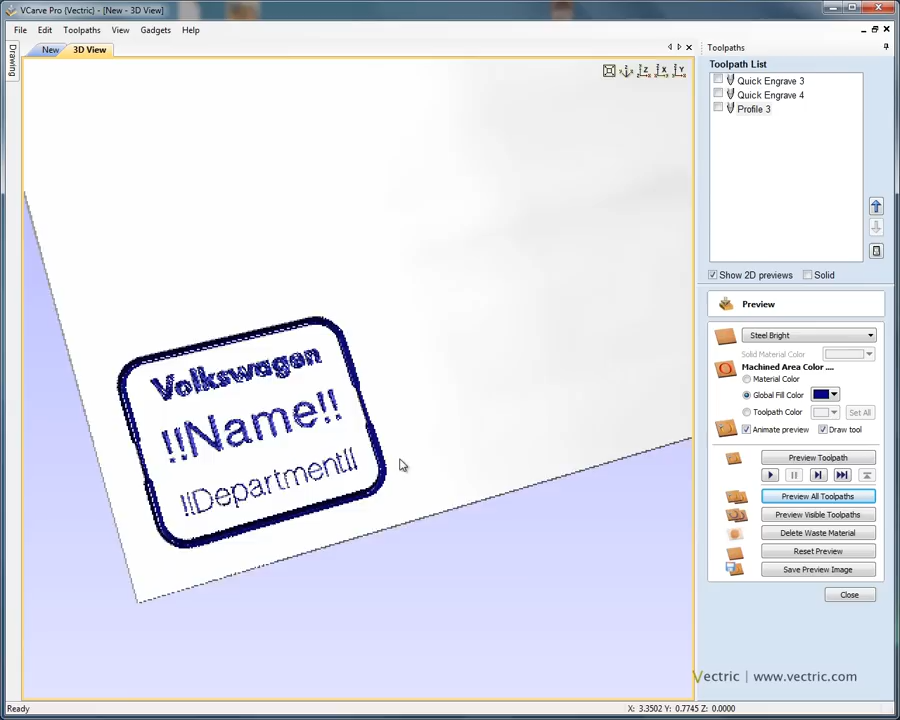 VCarve Pro (Vectric) - [New - 3D View]
File Edit Toolpaths View Gadgets Help
Drawing
New 3D View
Z X Y
Volkswagen
!!Name!!
!!Department!!
Toolpaths
Toolpath List
Quick Engrave 3
Quick Engrave 4
Profile 3
Show 2D previews Solid
Preview
Steel Bright
Solid Material Color
Machined Area Color ....
Material Color
Global Fill Color
Toolpath Color Set All
Animate preview Draw tool
Preview Toolpath
Preview All Toolpaths
Preview Visible Toolpaths
Delete Waste Material
Reset Preview
Save Preview Image
Close
Vectric | www.vectric.com
Ready X: 3.3502 Y: 0.7745 Z: 0.0000